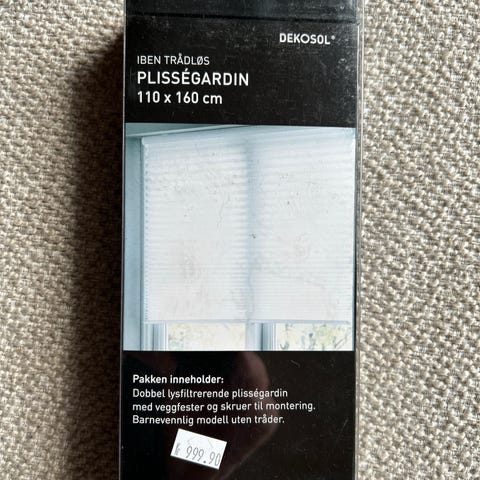 DEKOSOL®
IBEN TRÅDLØS
PLISSÉGARDIN
110 x 160 cm
Pakken inneholder:
Dobbel lysfiltrerende plisségardin
med veggfester og skruer til montering.
Barnevennlig modell uten tråder.
999.90